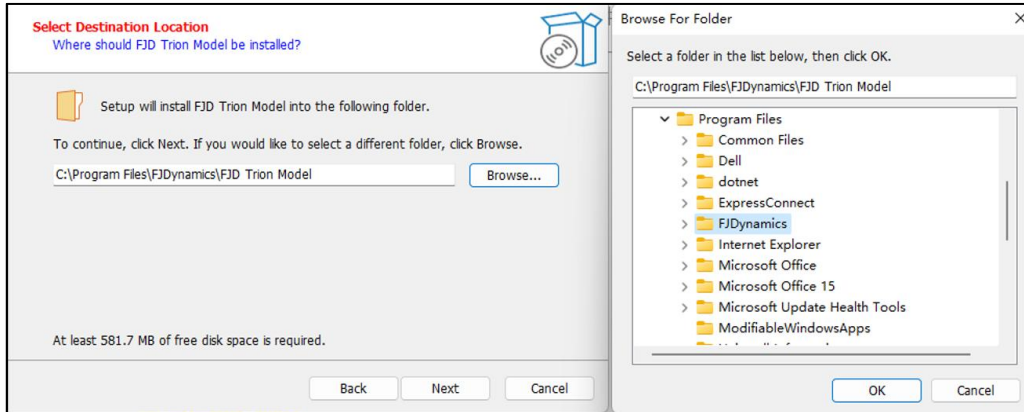 Select Destination Location
Where should FJD Trion Model be installed?
Setup will install FJD Trion Model into the following folder.
To continue, click Next. If you would like to select a different folder, click Browse.
C:\Program Files\FJDynamics\FJD Trion Model
Browse...
At least 581.7 MB of free disk space is required.
Back
Next
Cancel
Browse For Folder
Select a folder in the list below, then click OK.
C:\Program Files\FJDynamics\FJD Trion Model
Program Files
Common Files
Dell
dotnet
ExpressConnect
FJDynamics
Internet Explorer
Microsoft Office
Microsoft Office 15
Microsoft Update Health Tools
ModifiableWindowsApps
OK
Cancel